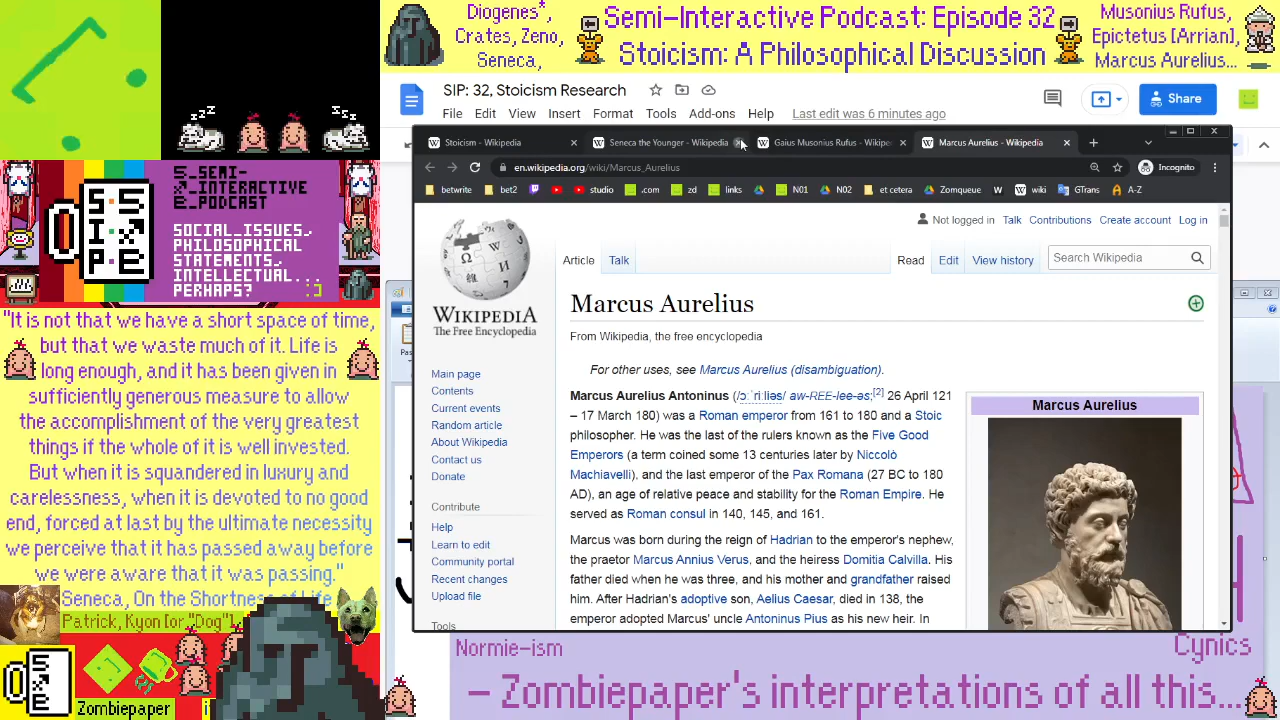 Diogenes*,
Crates, Zeno,
Seneca,
Semi-Interactive Podcast: Episode 32
Stoicism: A Philosophical Discussion
Musonius Rufus,
Epictetus [Arrian],
Marcus Aurelius...
SIP: 32, Stoicism Research
File Edit View Insert Format Tools Add-ons Help Last edit was 6 minutes ago
Share
Stoicism - Wikipedia
Seneca the Younger - Wikipedia
Gaius Musonius Rufus - Wikipe
Marcus Aurelius - Wikipedia
en.wikipedia.org/wiki/Marcus_Aurelius
Incognito
betwrite bet2 studio .com zd links N01 N02 et cetera Zomqueue wiki GTrans A-Z
Not logged in Talk Contributions Create account Log in
Article Talk Read Edit View history Search Wikipedia
WIKIPEDIA
The Free Encyclopedia
Main page
Contents
Current events
Random article
About Wikipedia
Contact us
Donate
Contribute
Help
Learn to edit
Community portal
Recent changes
Upload file
Tools
Marcus Aurelius
From Wikipedia, the free encyclopedia
For other uses, see Marcus Aurelius (disambiguation).
Marcus Aurelius Antoninus (/ɔːˈriːliəs/ aw-REE-lee-əs;[2] 26 April 121
– 17 March 180) was a Roman emperor from 161 to 180 and a Stoic
philosopher. He was the last of the rulers known as the Five Good
Emperors (a term coined some 13 centuries later by Niccolò
Machiavelli), and the last emperor of the Pax Romana (27 BC to 180
AD), an age of relative peace and stability for the Roman Empire. He
served as Roman consul in 140, 145, and 161.
Marcus was born during the reign of Hadrian to the emperor's nephew,
the praetor Marcus Annius Verus, and the heiress Domitia Calvilla. His
father died when he was three, and his mother and grandfather raised
him. After Hadrian's adoptive son, Aelius Caesar, died in 138, the
emperor adopted Marcus' uncle Antoninus Pius as his new heir. In
Marcus Aurelius
S_SEMI-
_INTERACTIVE
_PODCAST
SOCIAL_ISSUES,
PHILOSOPHICAL
STATEMENTS,
INTELLECTUAL...
PERHAPS? :)
"It is not that we have a short space of time,
but that we waste much of it. Life is
long enough, and it has been given in
sufficiently generous measure to allow
the accomplishment of the very greatest
things if the whole of it is well invested.
But when it is squandered in luxury and
carelessness, when it is devoted to no good
end, forced at last by the ultimate necessity
we perceive that it has passed away before
we were aware that it was passing."
Seneca, On the Shortness of Life
Patrick, Kyon [or "Dog"],
Zombiepaper
Normie-ism
Cynics
- Zombiepaper's interpretations of all this...